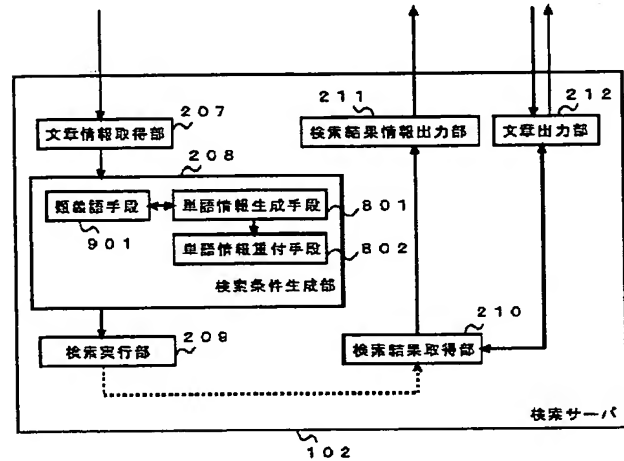 211
212
207
文章情報取得部
検索結果情報出力部
文章出力部
208
類義語手段
単語情報生成手段
801
901
単語情報重付手段
802
検索条件生成部
209
210
検索実行部
検索結果取得部
検索サーバ
102